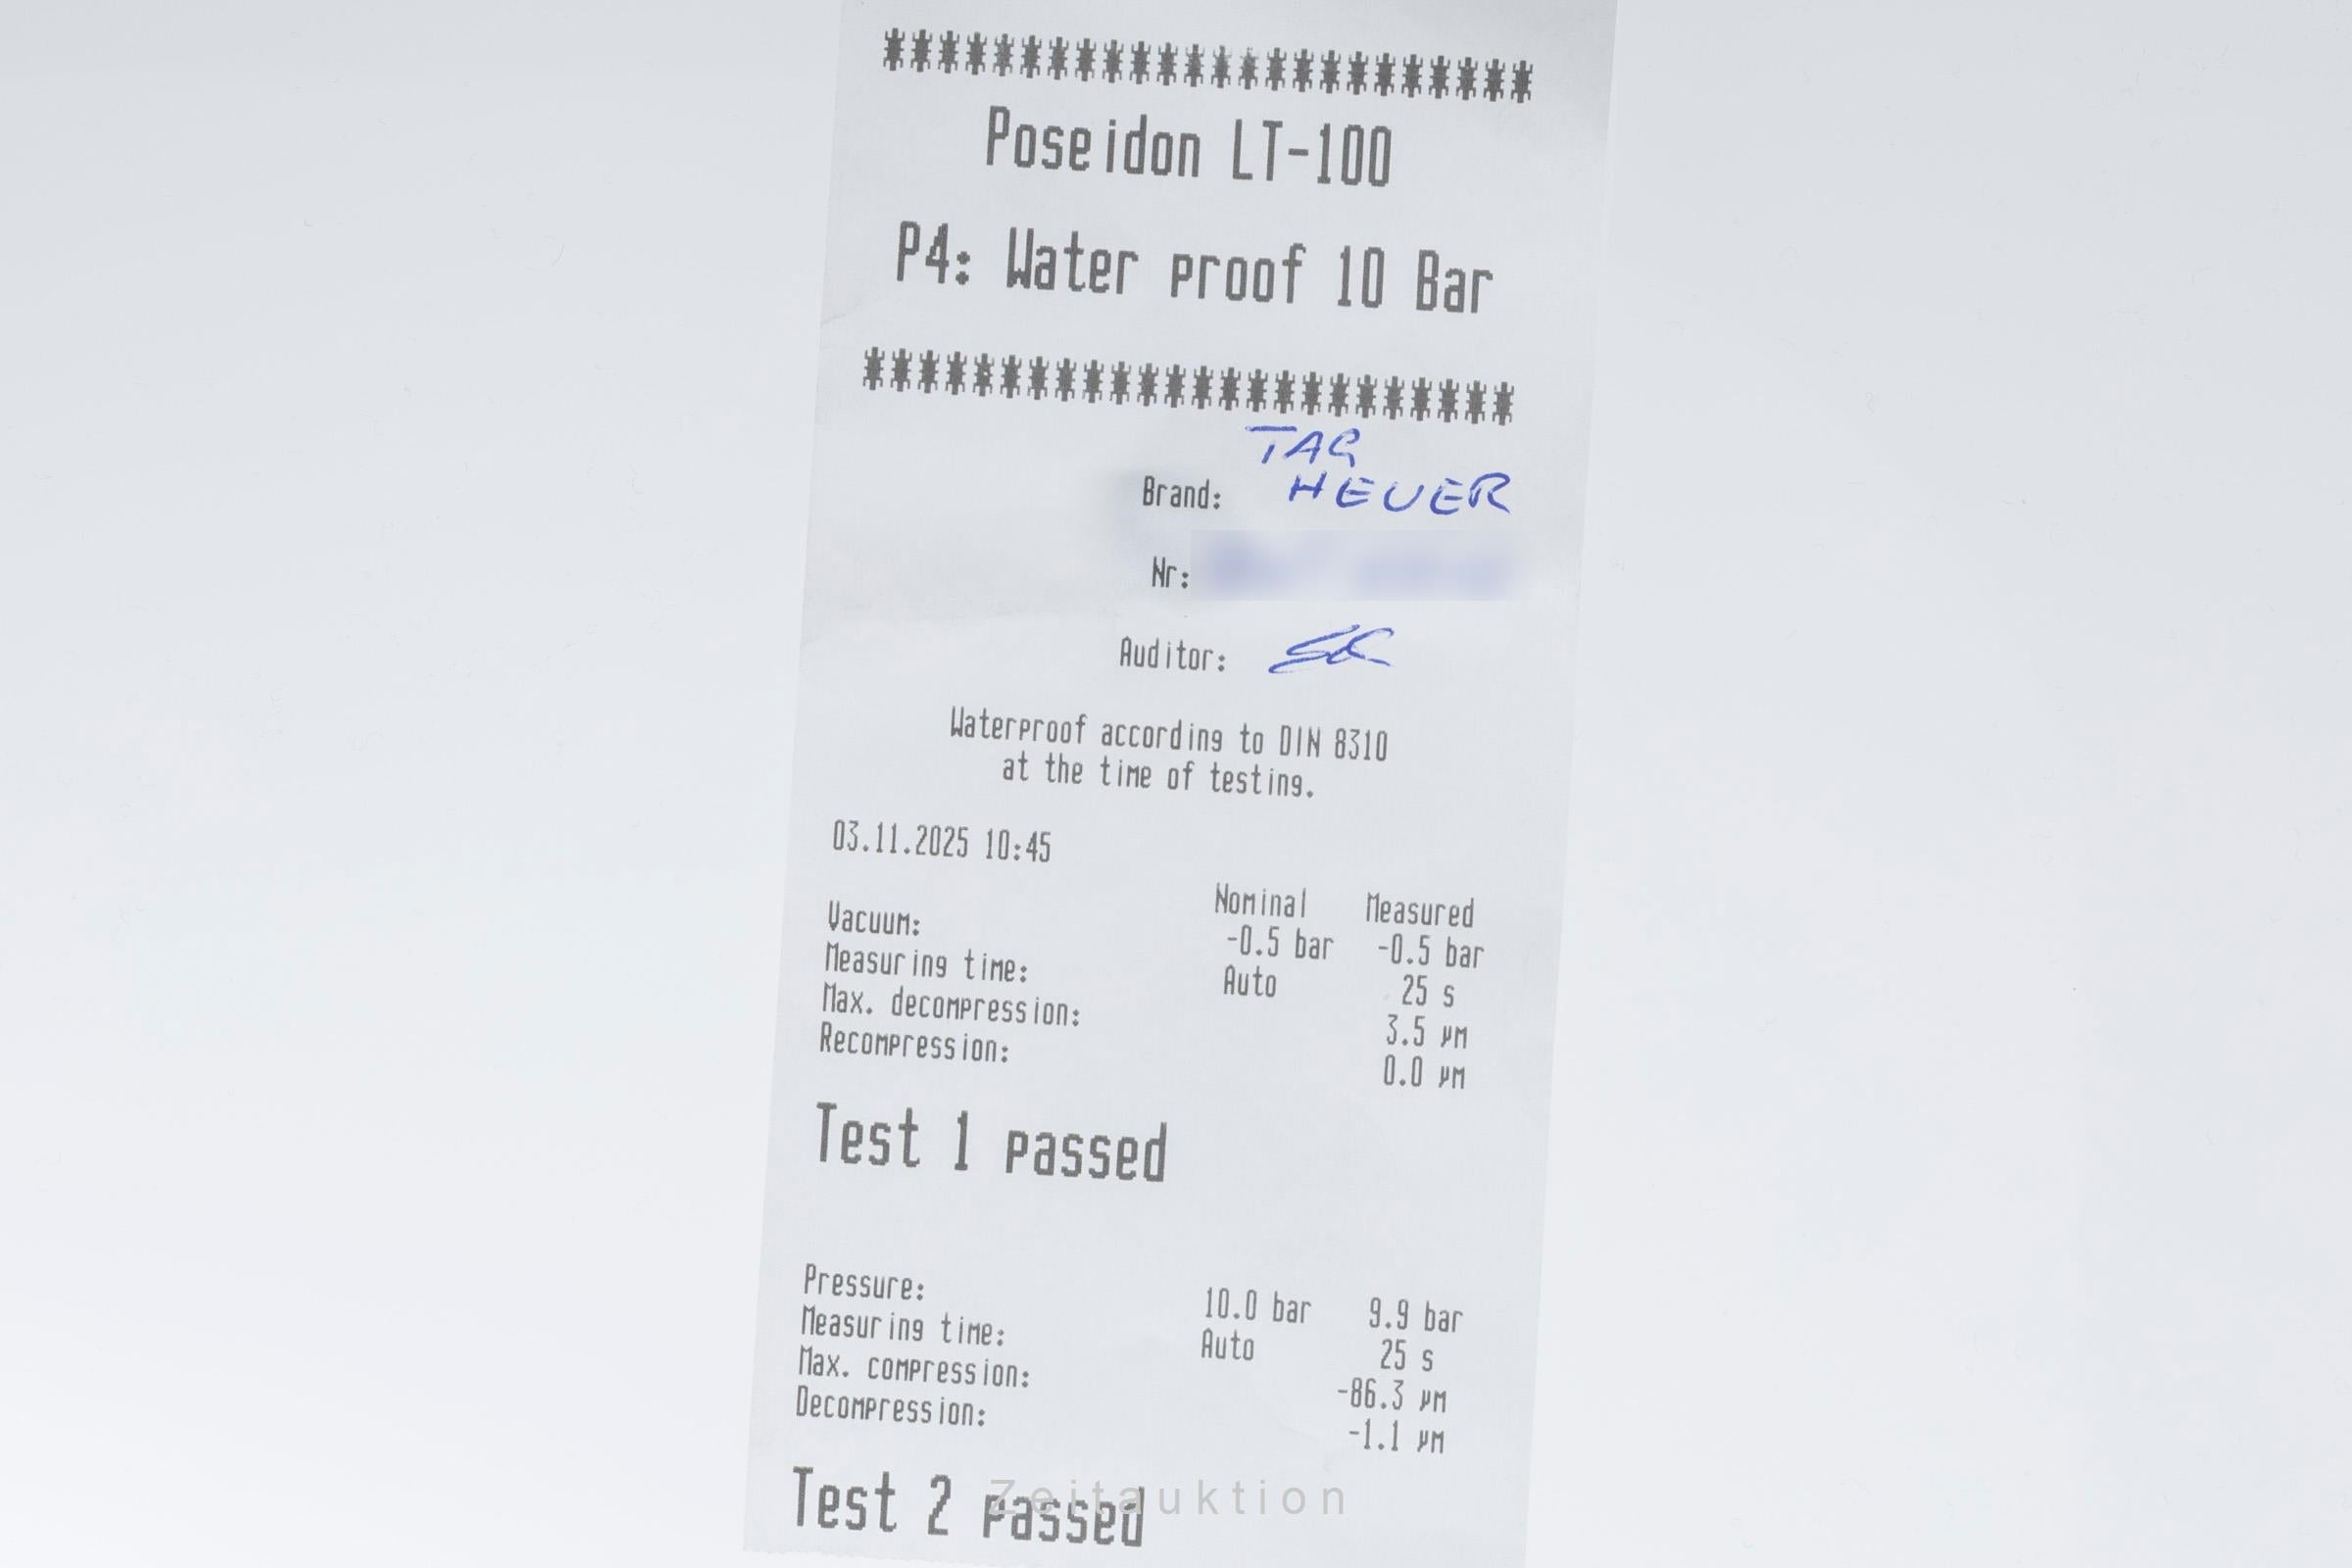 ************************
Poseidon LT-100
P4: Water proof 10 Bar
************************
TAG
Brand: HEUER
Nr:
Auditor:
Waterproof according to DIN 8310
at the time of testing.
03.11.2025 10:45
Nominal Measured
Vacuum: -0.5 bar -0.5 bar
Measuring time: Auto 25 s
Max. decompression: 3.5 µm
Recompression: 0.0 µm
Test 1 passed
Pressure: 10.0 bar 9.9 bar
Measuring time: Auto 25 s
Max. compression: -86.3 µm
Decompression: -1.1 µm
Test 2 passed
Zeitauktion